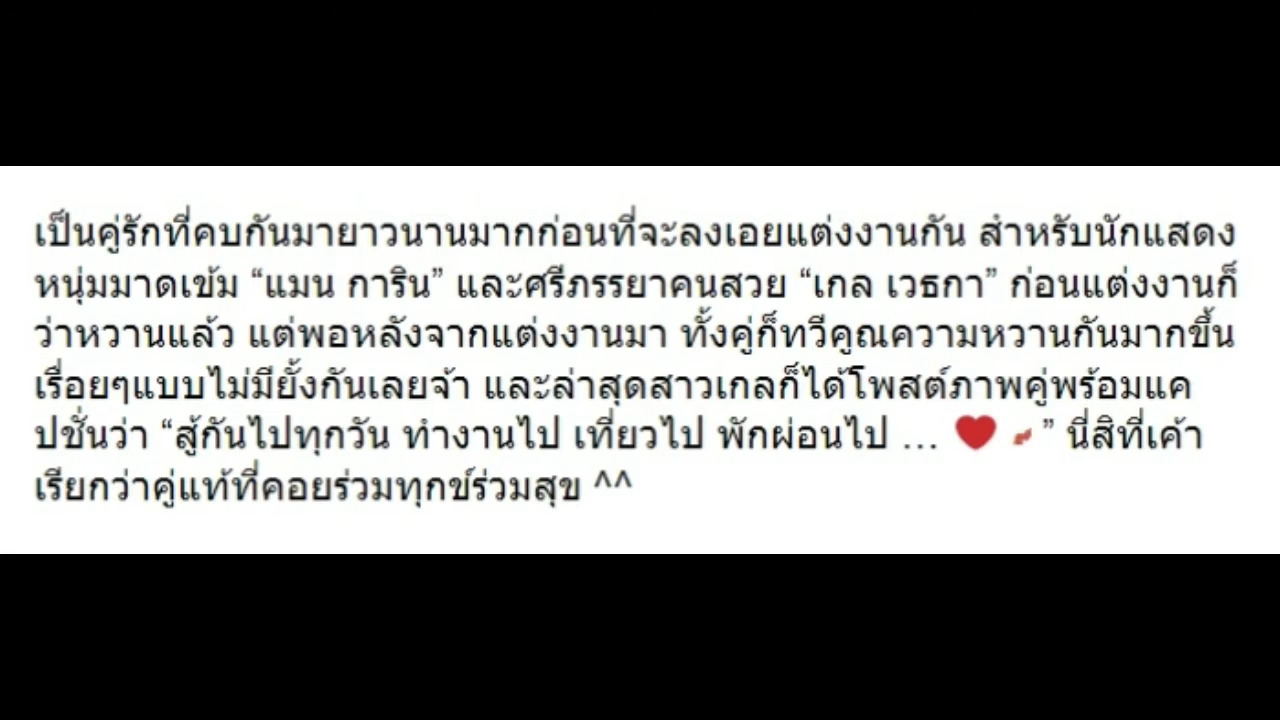 เป็นคู่รักที่คบกันมายาวนานมากก่อนที่จะลงเอยแต่งงานกัน สำหรับนักแสดง
หนุ่มมาดเข้ม “แมน การิน” และศรีภรรยาคนสวย “เกล เวธกา” ก่อนแต่งงานก็
ว่าหวานแล้ว แต่พอหลังจากแต่งงานมา ทั้งคู่ก็ทวีคูณความหวานกันมากขึ้น
เรื่อยๆแบบไม่มียั้งกันเลยจ้า และล่าสุดสาวเกลก็ได้โพสต์ภาพคู่พร้อมแค
ปชั่นว่า “สู้กันไปทุกวัน ทำงานไป เที่ยวไป พักผ่อนไป ... ❤ ” นี่สิที่เค้า
เรียกว่าคู่แท้ที่คอยร่วมทุกข์ร่วมสุข ^^